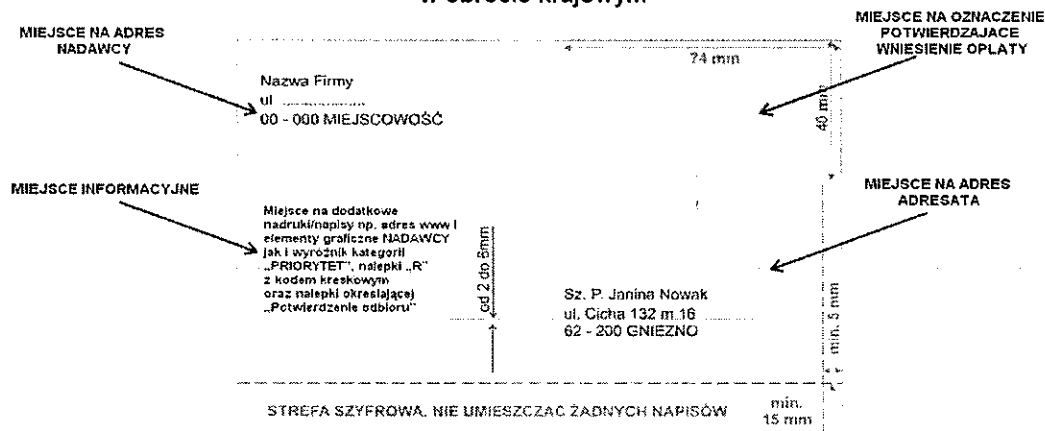 w obrocie krajowym
MIEJSCE NA ADRES
NADAWCY
MIEJSCE NA OZNACZENIE
POTWIERDZAJACE
WNIESIENIE OPŁATY
74 mm
40 mm
Nazwa Firmy
ul ....................
00 - 000 MIEJSCOWOŚĆ
MIEJSCE INFORMACYJNE
Miejsce na dodatkowe
nadruki/napisy np. adres www i
elementy graficzne NADAWCY
jak i wyróżnik kategorii
„PRIORYTET", nalepki „R"
z kodem kreskowym
oraz nalepki określającej
„Potwierdzenie odbioru"
od 2 do 5mm
MIEJSCE NA ADRES
ADRESATA
Sz. P. Janina Nowak
ul. Cicha 132 m 16
62 - 200 GNIEZNO
min. 5 mm
STREFA SZYFROWA. NIE UMIESZCZAĆ ŻADNYCH NAPISÓW
min.
15 mm